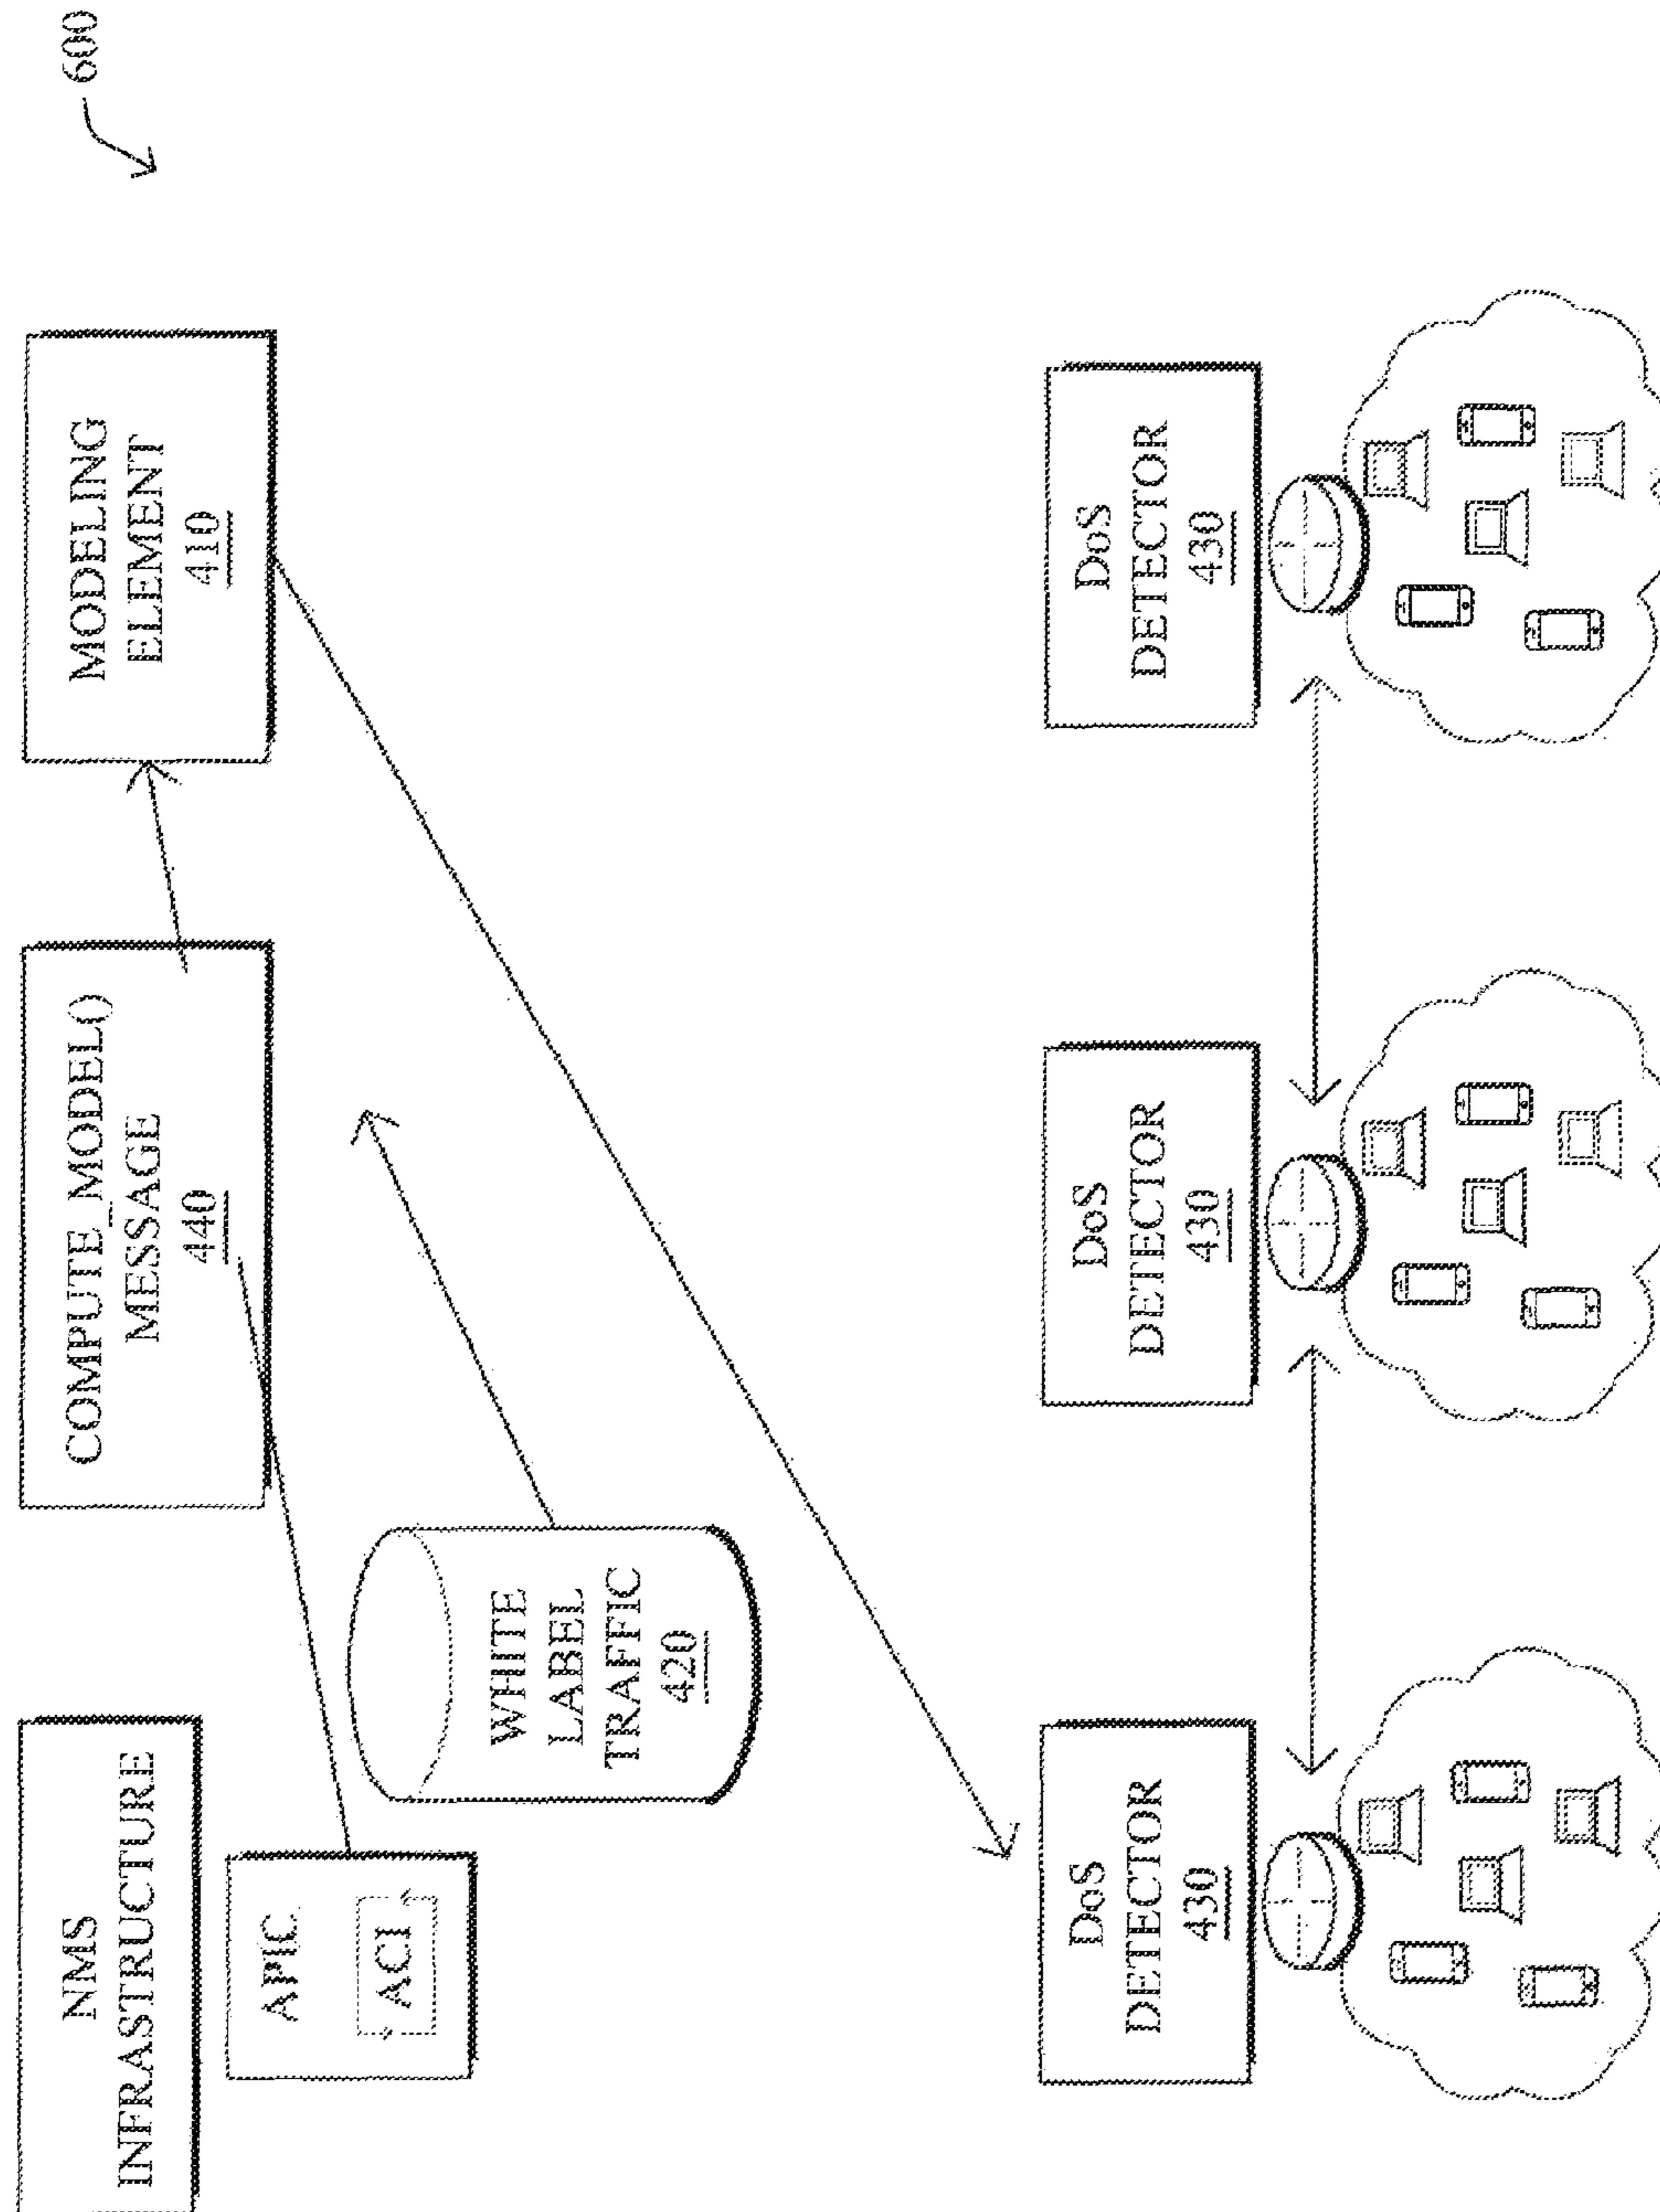 600
NMS
INFRASTRUCTURE
APIC
ACI
COMPUTE_MODEL()
MESSAGE
440
MODELING
ELEMENT
410
WHITE
LABEL
TRAFFIC
420
DoS
DETECTOR
430
DoS
DETECTOR
430
DoS
DETECTOR
430